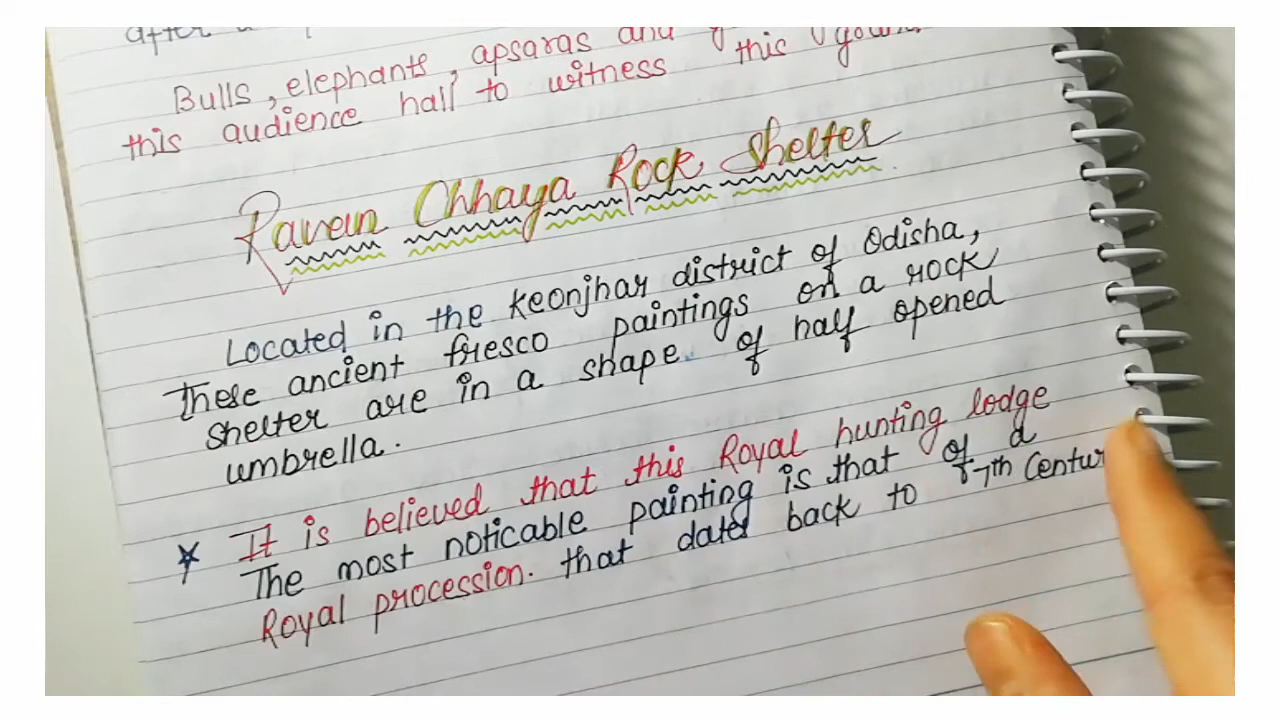 after
Bulls, elephants, apsaras and
this audience hall to witness this
Ravan Chhaya Rock Shelter
Located in the Keonjhar district of Odisha,
These ancient fresco paintings on a rock
shelter are in a shape of half opened
umbrella.
* It is believed that this Royal hunting lodge
The most noticable painting is that of a
Royal procession. that dates back to 7th Centur